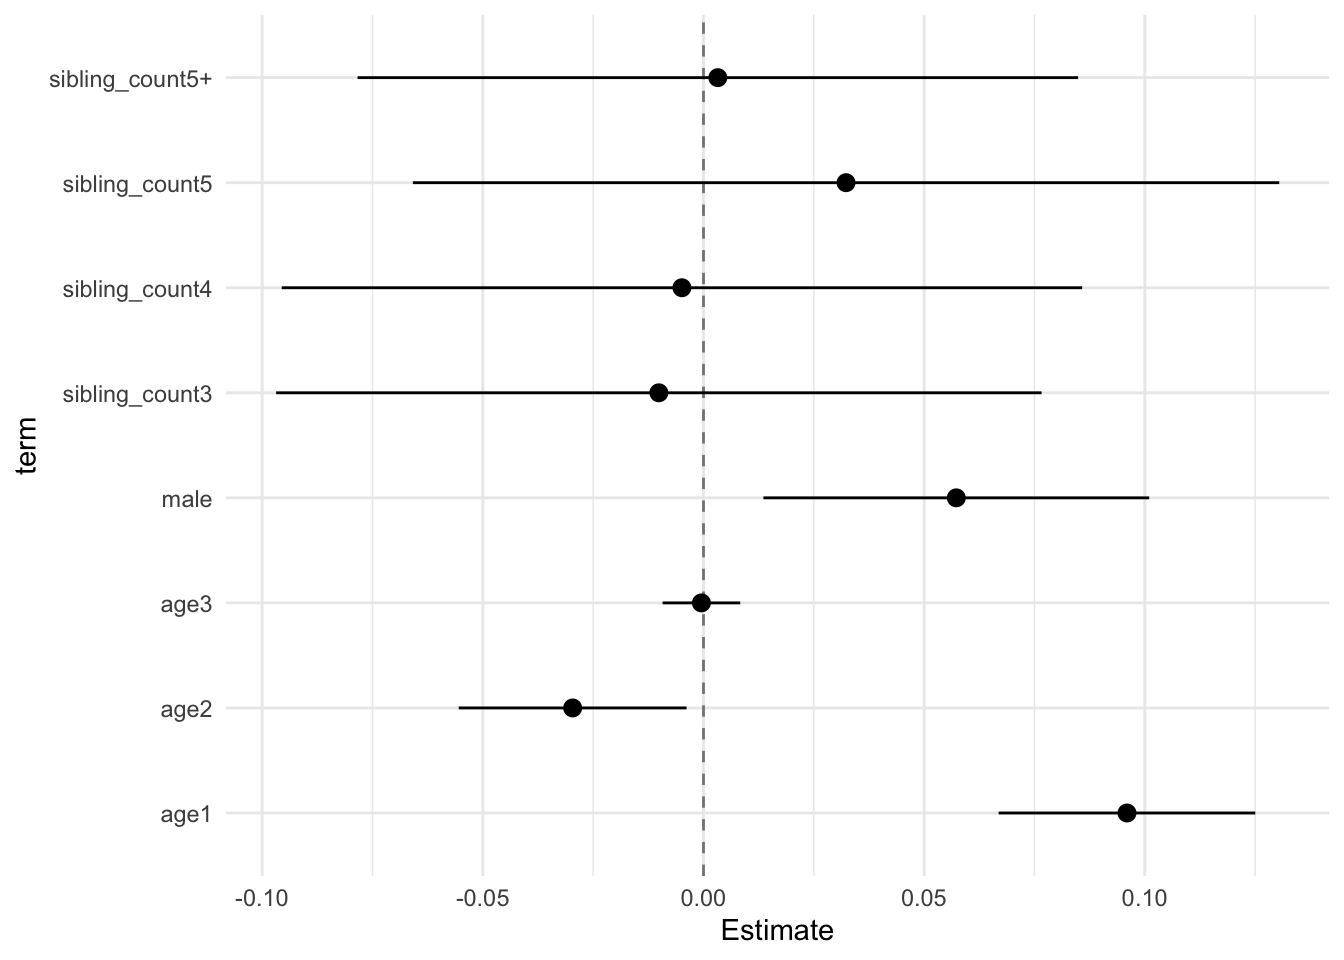 sibling_count5+
sibling_count5
sibling_count4
sibling_count3
male
age3
age2
age1
term
-0.10 -0.05 0.00 0.05 0.10
Estimate